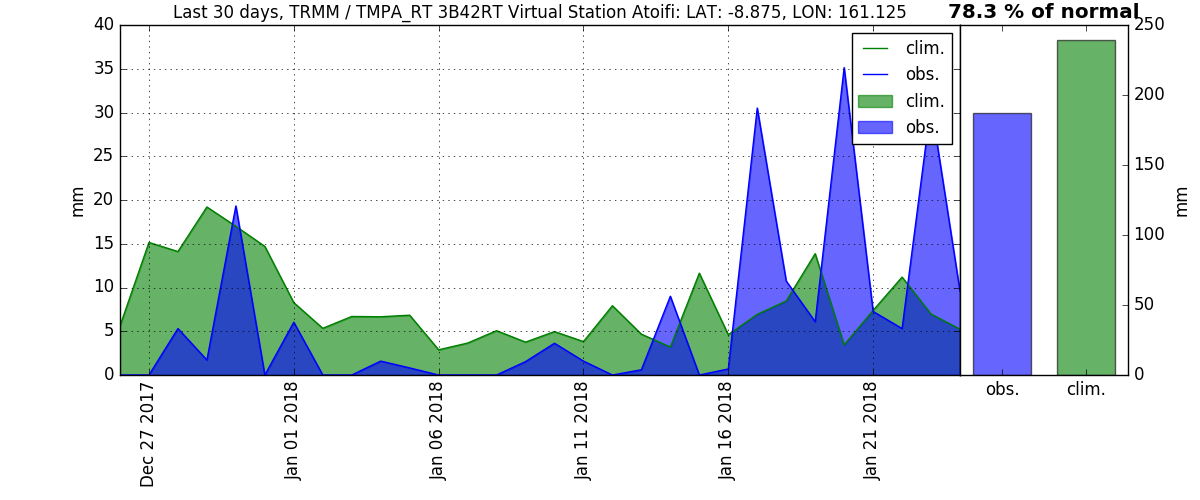 Last 30 days, TRMM / TMPA_RT 3B42RT Virtual Station Atoifi: LAT: -8.875, LON: 161.125
78.3 % of normal
40
35
30
25
20
15
10
5
0
mm
clim.
obs.
clim.
obs.
Dec 27 2017
Jan 01 2018
Jan 06 2018
Jan 11 2018
Jan 16 2018
Jan 21 2018
250
200
150
100
50
0
mm
obs.
clim.